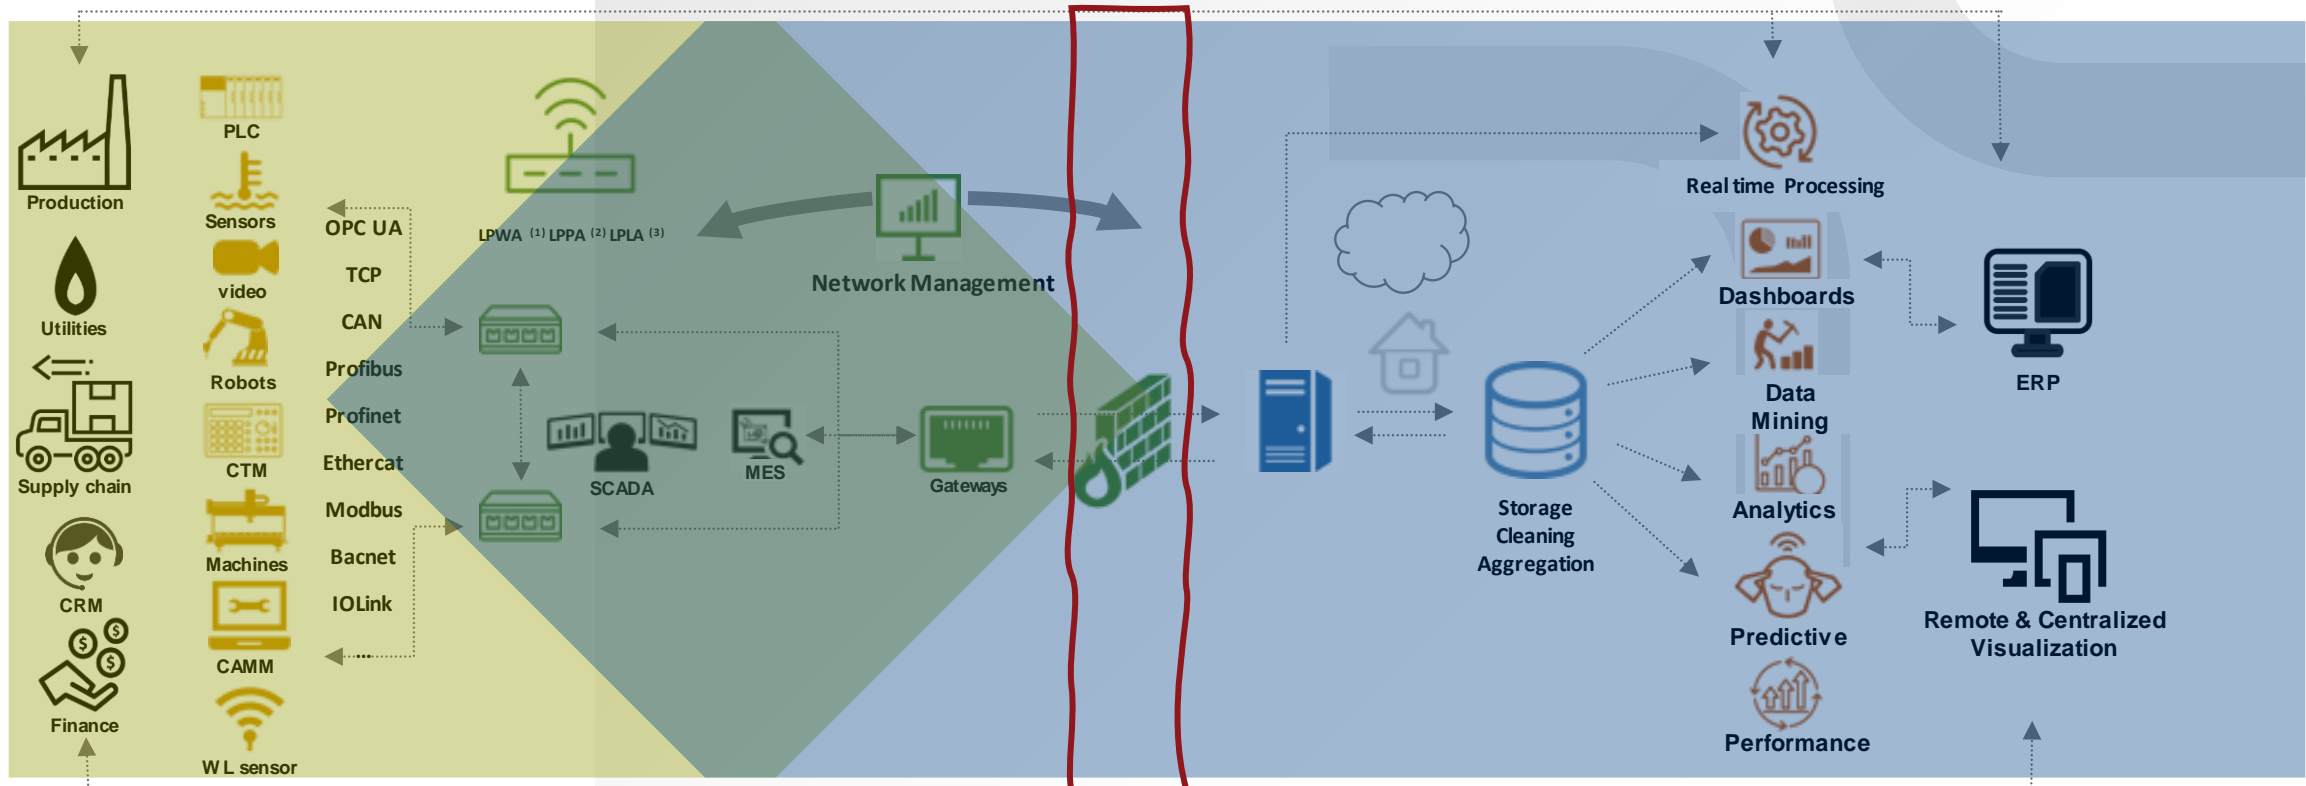 Production
Utilities
Supply chain
CRM
Finance
PLC
Sensors
video
Robots
CTM
Machines
CAMM
WL sensor
OPC UA
TCP
CAN
Profibus
Profinet
Ethercat
Modbus
Bacnet
IOLink
...
LPWA (1) LPPA (2) LPLA (3)
Network Management
SCADA
MES
Gateways
Storage
Cleaning
Aggregation
Real time Processing
Dashboards
Data
Mining
Analytics
Predictive
Performance
ERP
Remote & Centralized
Visualization